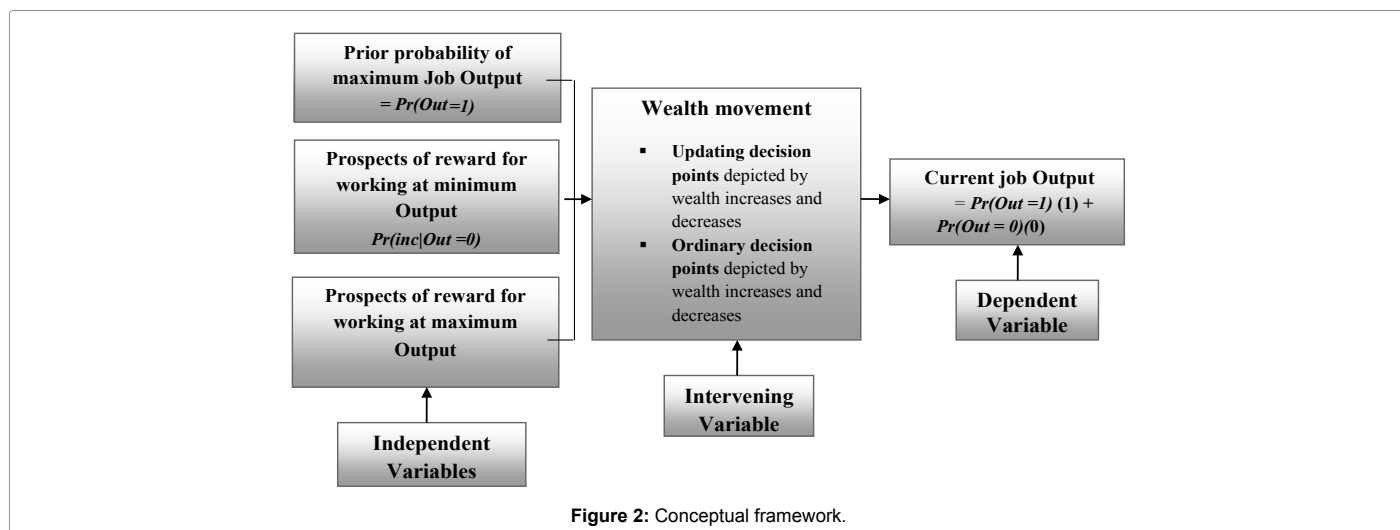 Prior probability of
maximum Job Output
= Pr(Out=1)
Prospects of reward for
working at minimum
Output
Pr(inc|Out =0)
Prospects of reward for
working at maximum
Output
Independent
Variables
Wealth movement
▪ Updating decision
points depicted by
wealth increases and
decreases
▪ Ordinary decision
points depicted by
wealth increases and
decreases
Intervening
Variable
Current job Output
= Pr(Out =1) (1) +
Pr(Out = 0)(0)
Dependent
Variable
Figure 2: Conceptual framework.